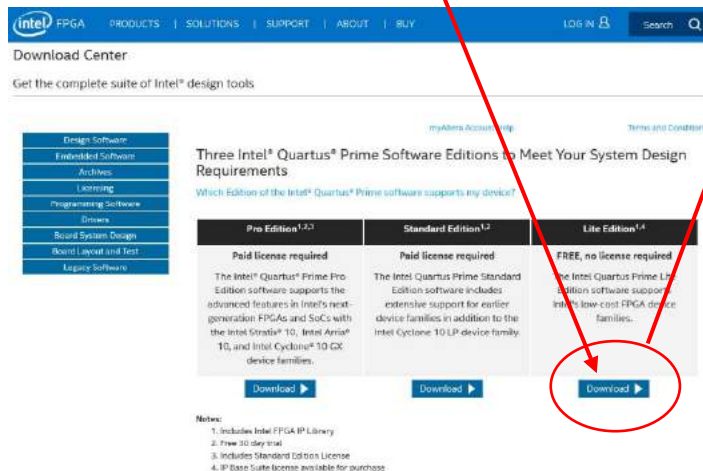 intel FPGA PRODUCTS | SOLUTIONS | SUPPORT | ABOUT | BUY LOG IN Search
Download Center
Get the complete suite of Intel® design tools
myAltera Account Help Terms and Condition
Design Software
Embedded Software
Archives
Licensing
Programming Software
Drivers
Board System Design
Board Layout and Test
Legacy Software
Three Intel® Quartus® Prime Software Editions to Meet Your System Design
Requirements
Which Edition of the Intel® Quartus® Prime software supports my device?
Pro Edition1,2,3
Paid license required
The Intel® Quartus® Prime Pro
Edition software supports the
advanced features in Intel's next-
generation FPGAs and SoCs with
the Intel Stratix® 10, Intel Arria®
10, and Intel Cyclone® 10 GX
device families.
Download
Standard Edition1,2
Paid license required
The Intel Quartus Prime Standard
Edition software includes
extensive support for earlier
device families in addition to the
Intel Cyclone 10 LP device family.
Download
Lite Edition1,4
FREE, no license required
The Intel Quartus Prime Lite
Edition software supports
Intel's low-cost FPGA device
families.
Download
Notes:
1. Includes Intel FPGA IP Library
2. Free 30 day trial
3. Includes Standard Edition License
4. IP Base Suite license available for purchase